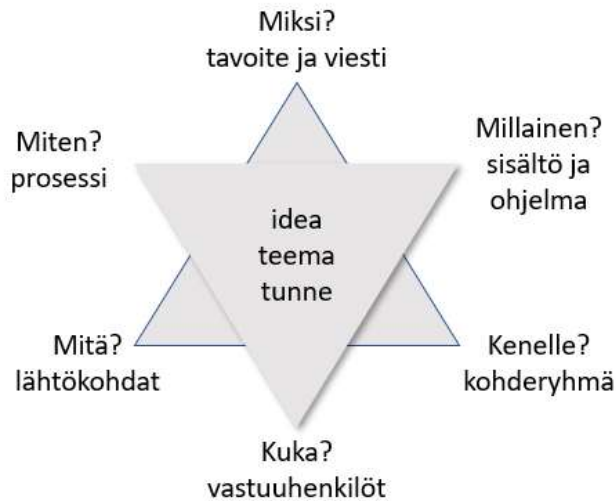 Miksi?
tavoite ja viesti
Miten?
prosessi
Millainen?
sisältö ja
ohjelma
idea
teema
tunne
Mitä?
lähtökohdat
Kenelle?
kohderyhmä
Kuka?
vastuuhenkilöt